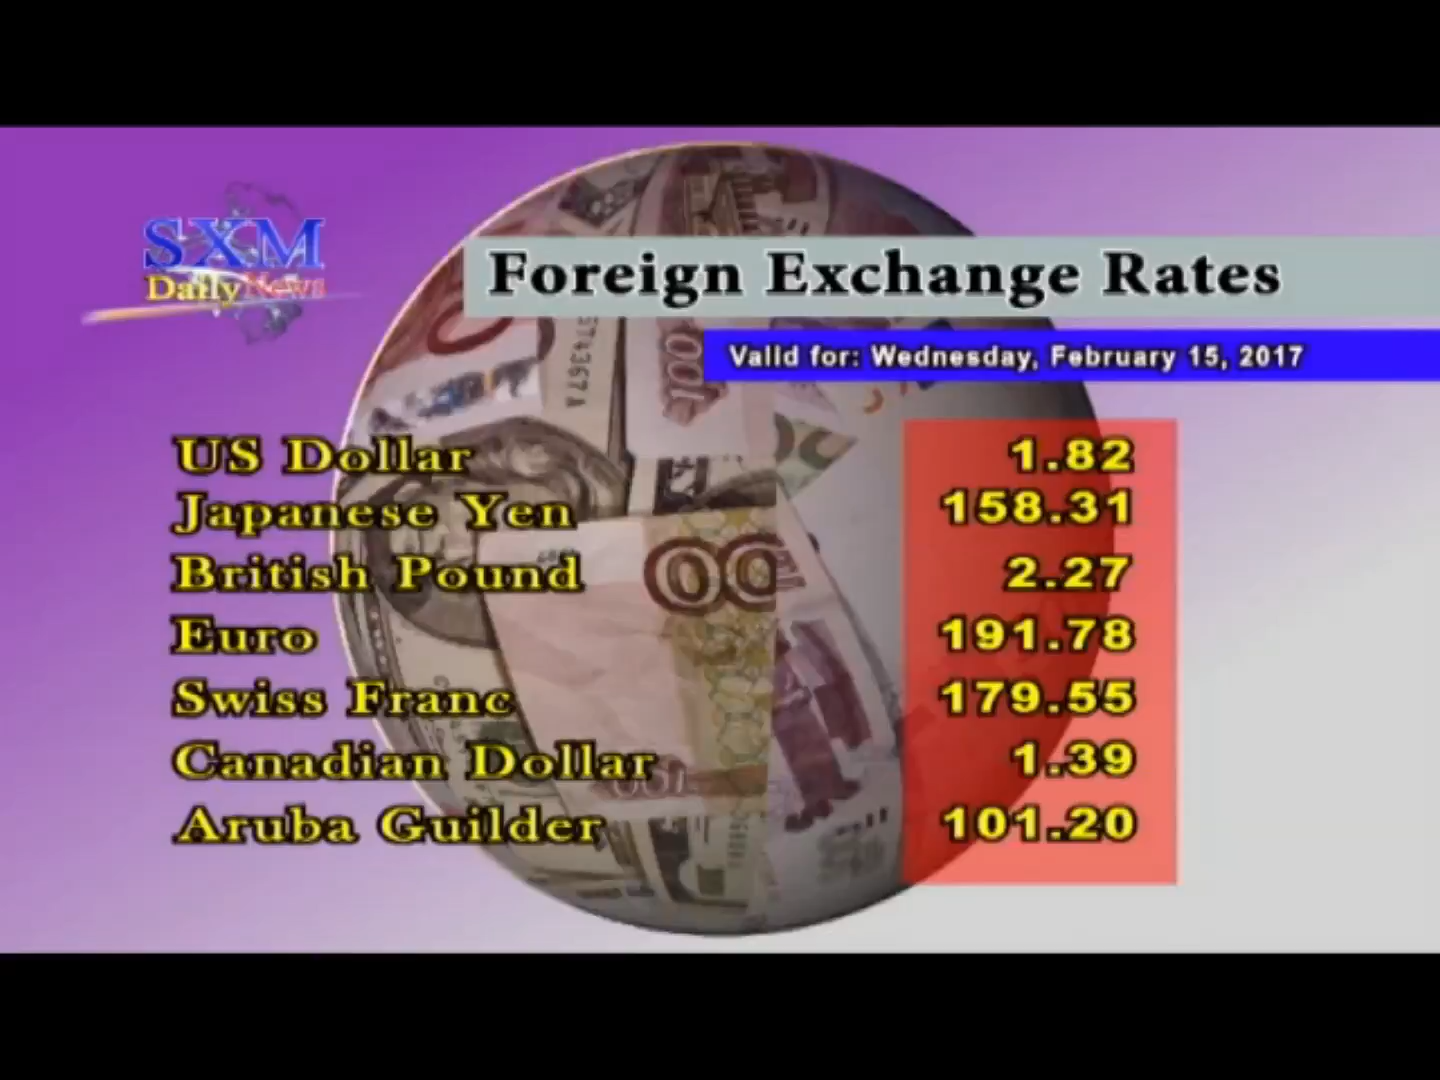 SXM
Daily News
Foreign Exchange Rates
Valid for: Wednesday, February 15, 2017
US Dollar 1.82
Japanese Yen 158.31
British Pound 2.27
Euro 191.78
Swiss Franc 179.55
Canadian Dollar 1.39
Aruba Guilder 101.20